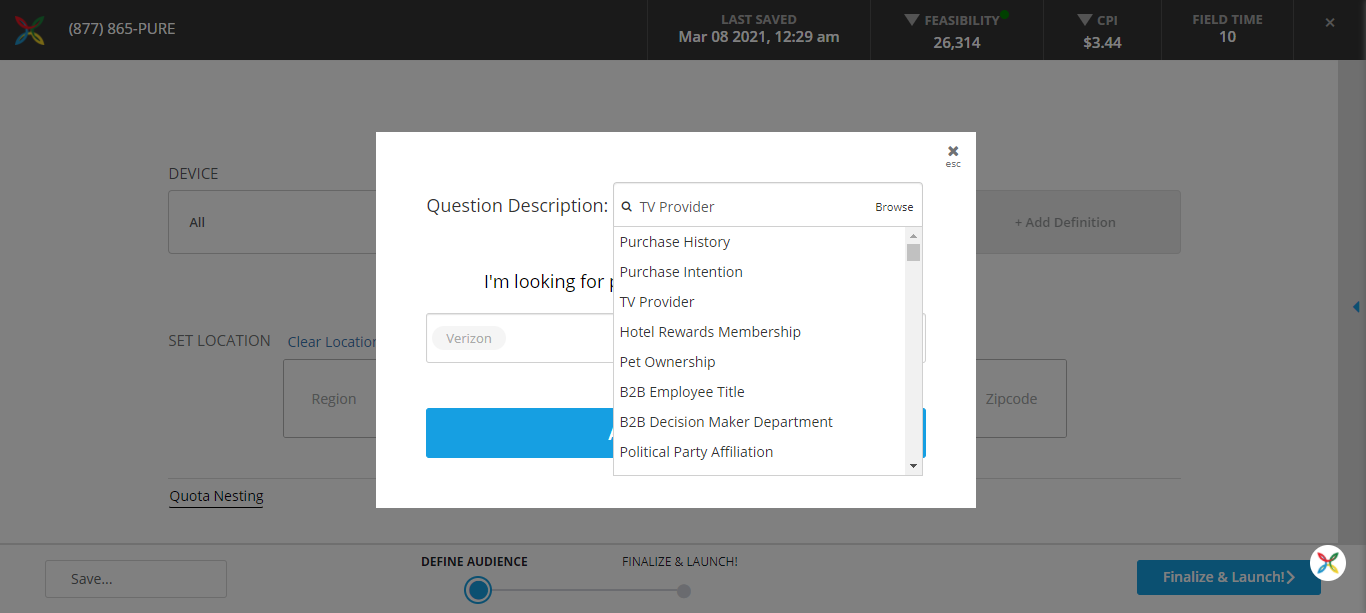 (877) 865-PURE
LAST SAVED
Mar 08 2021, 12:29 am
FEASIBILITY
26,314
CPI
$3.44
FIELD TIME
10
×
DEVICE
All
+ Add Definition
esc
Question Description:
TV Provider
Browse
Purchase History
Purchase Intention
TV Provider
Hotel Rewards Membership
Pet Ownership
B2B Employee Title
B2B Decision Maker Department
Political Party Affiliation
I'm looking for
Verizon
SET LOCATION
Clear Location
Region
Zipcode
Quota Nesting
Save...
DEFINE AUDIENCE
FINALIZE & LAUNCH!
Finalize & Launch!